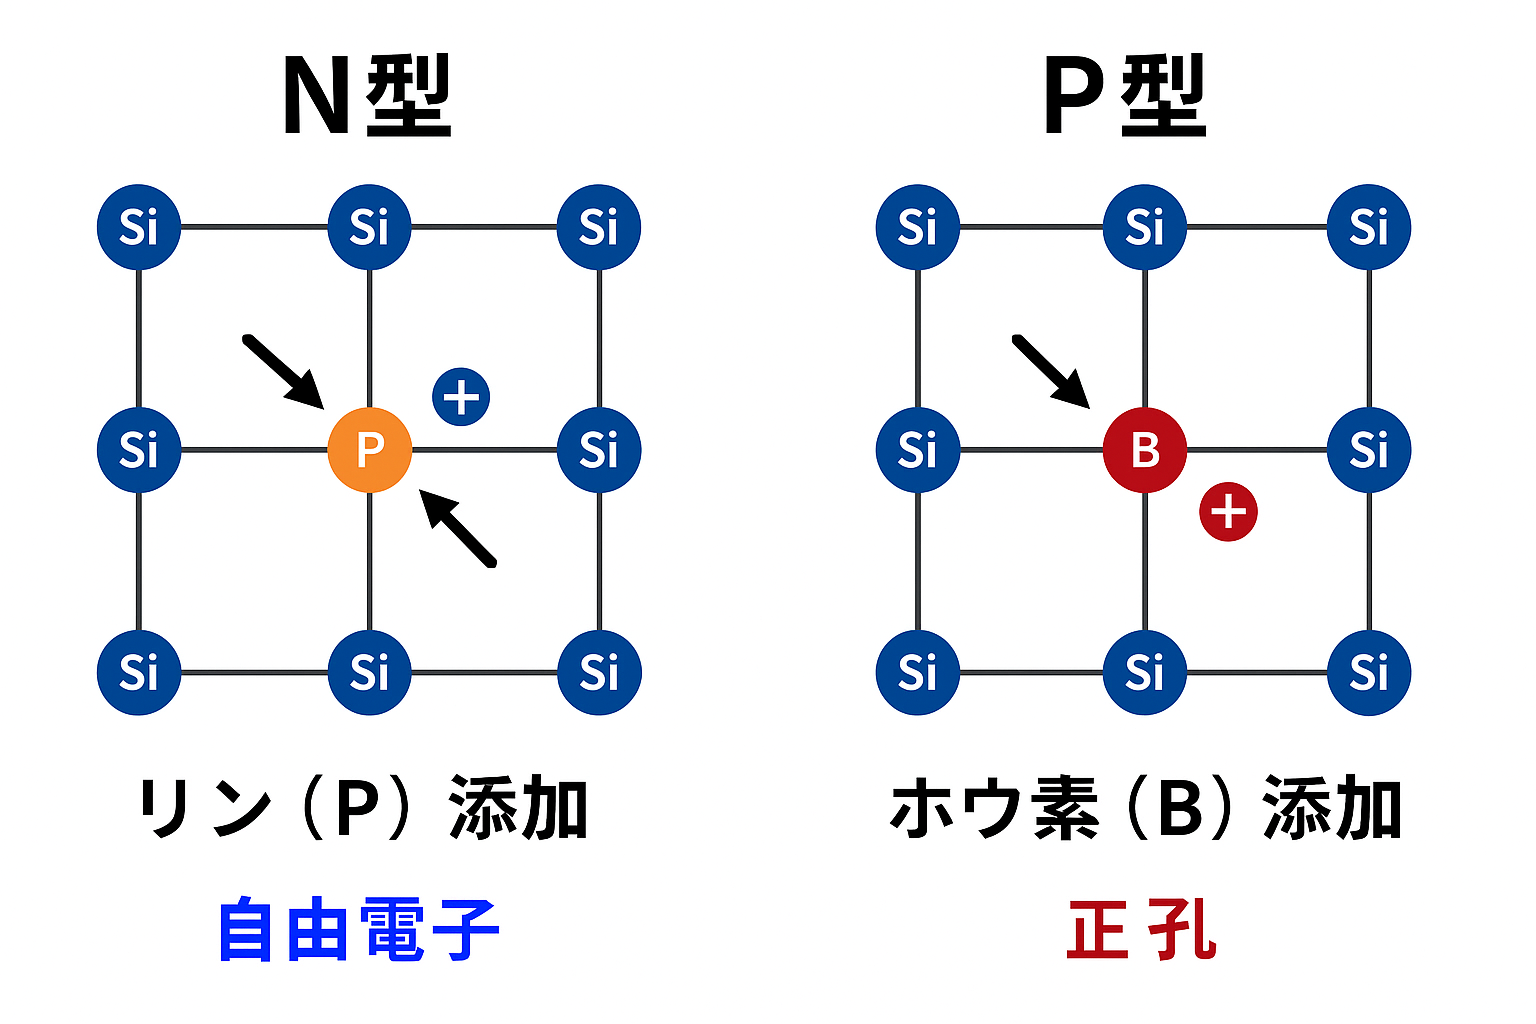 N型
Si Si Si
+
Si P Si
Si Si Si
リン（P）添加
自由電子
P型
Si Si Si
Si B Si
+
Si Si Si
ホウ素（B）添加
正孔